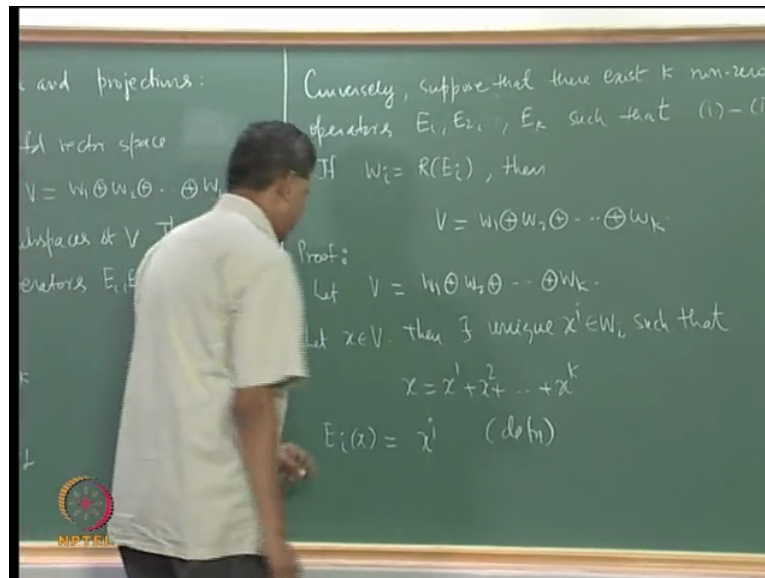 and projections:
fd vector space
V = W₁ ⊕ W₂ ⊕ ⋯ ⊕ W
subspaces of V
erators E₁, E
Conversely, suppose that there exist k non-zero
operators E₁, E₂, , Eₖ such that (i) - (i
If Wᵢ = R(Eᵢ), then
V = W₁ ⊕ W₂ ⊕ ⋯ ⊕ Wₖ.
Proof:
Let V = W₁ ⊕ W₂ ⊕ ⋯ ⊕ Wₖ.
Let x ∈ V. Then ∃ unique xⁱ ∈ Wᵢ such that
x = x¹ + x² + ⋯ + xᵏ
Eᵢ(x) = xⁱ (defn)
NPTEL